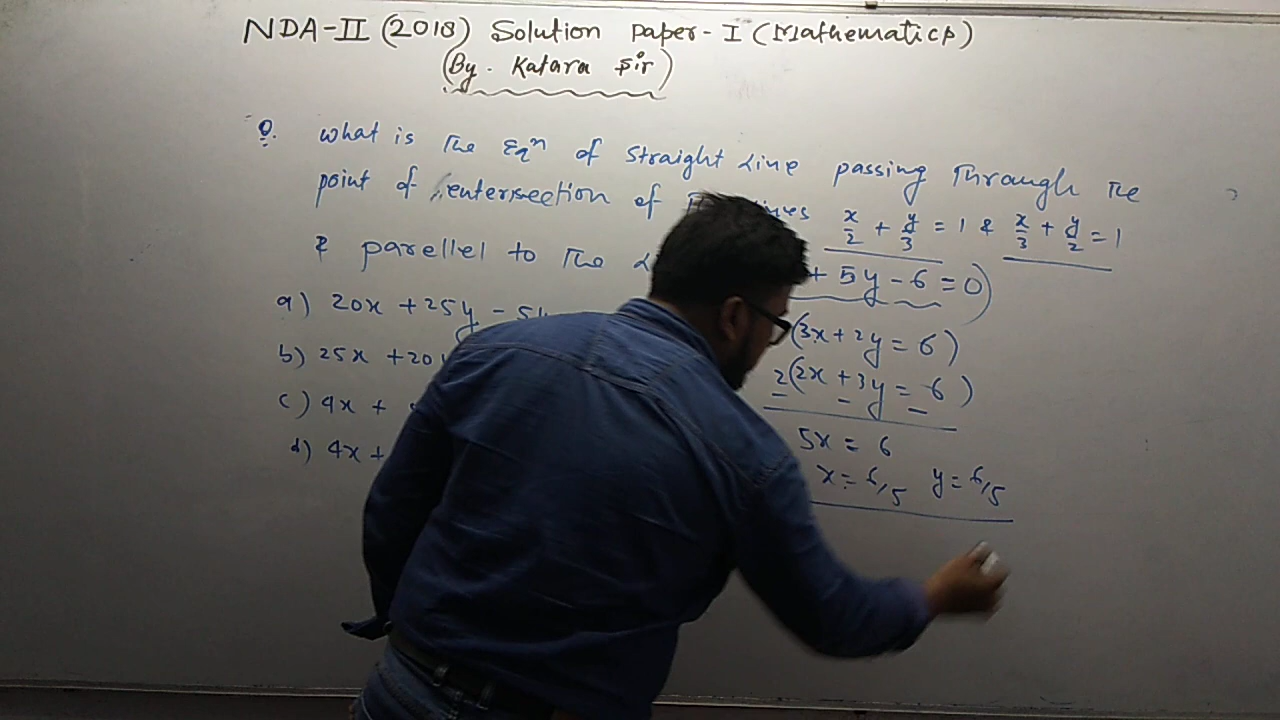 NDA-II (2018) Solution Paper-I (Mathematics)
(By. Katara Sir)
Q. what is The Eqⁿ of Straight Line passing Through The
point of intersection of lines x/2 + y/3 = 1 & x/3 + y/2 = 1
& parellel to The + 5y - 6 = 0)
a) 20x + 25y - 54
b) 25x + 20y
c) 4x +
d) 4x +
(3x + 2y = 6)
2(2x + 3y = 6)
5x = 6
x = 6/5 y = 6/5